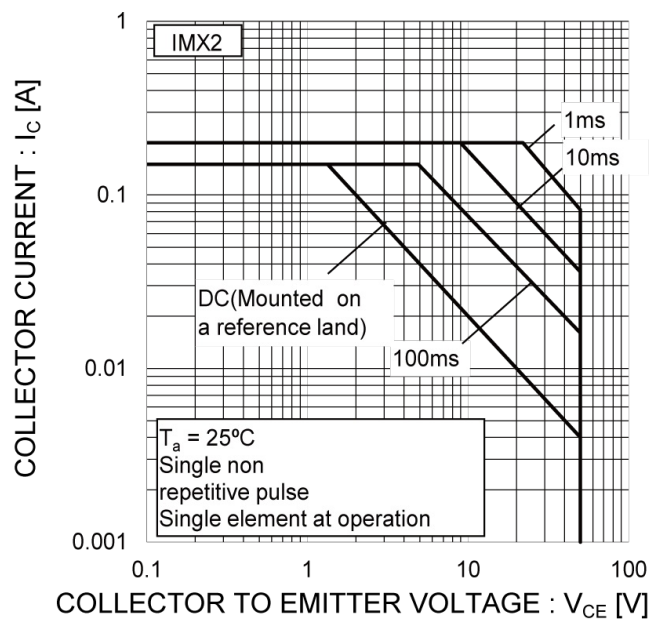 1
IMX2
COLLECTOR CURRENT : IC [A]
1ms
10ms
0.1
DC(Mounted on
a reference land)
100ms
0.01
Ta = 25ºC
Single non
repetitive pulse
Single element at operation
0.001
0.1
1
10
100
COLLECTOR TO EMITTER VOLTAGE : VCE [V]